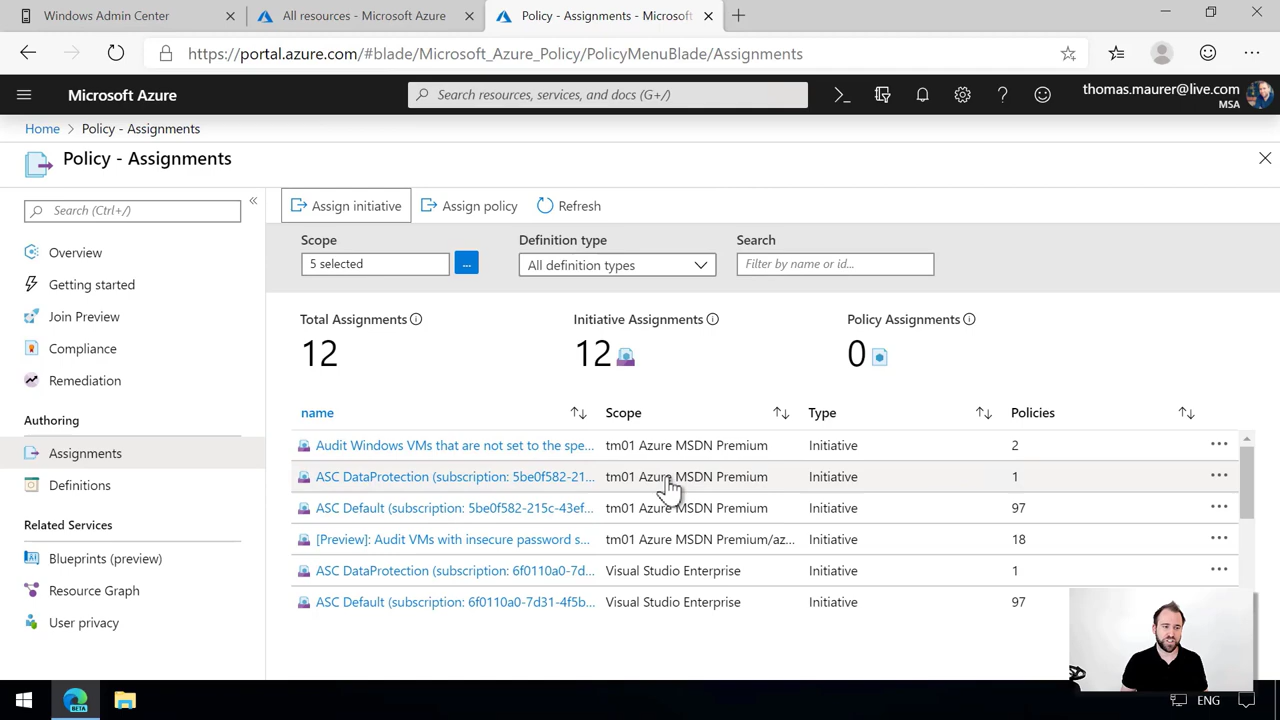 Windows Admin Center
All resources - Microsoft Azure
Policy - Assignments - Microsoft
https://portal.azure.com/#blade/Microsoft_Azure_Policy/PolicyMenuBlade/Assignments
Microsoft Azure
Search resources, services, and docs (G+/)
thomas.maurer@live.com
MSA
Home > Policy - Assignments
Policy - Assignments
Search (Ctrl+/)
Overview
Getting started
Join Preview
Compliance
Remediation
Authoring
Assignments
Definitions
Related Services
Blueprints (preview)
Resource Graph
User privacy
Assign initiative
Assign policy
Refresh
Scope
Definition type
Search
5 selected
...
All definition types
Filter by name or id...
Total Assignments
Initiative Assignments
Policy Assignments
12
12
0
name Scope Type Policies
Audit Windows VMs that are not set to the spe... tm01 Azure MSDN Premium Initiative 2
ASC DataProtection (subscription: 5be0f582-21... tm01 Azure MSDN Premium Initiative 1
ASC Default (subscription: 5be0f582-215c-43ef... tm01 Azure MSDN Premium Initiative 97
[Preview]: Audit VMs with insecure password s... tm01 Azure MSDN Premium/az... Initiative 18
ASC DataProtection (subscription: 6f0110a0-7d... Visual Studio Enterprise Initiative 1
ASC Default (subscription: 6f0110a0-7d31-4f5b... Visual Studio Enterprise Initiative 97
BETA
ENG